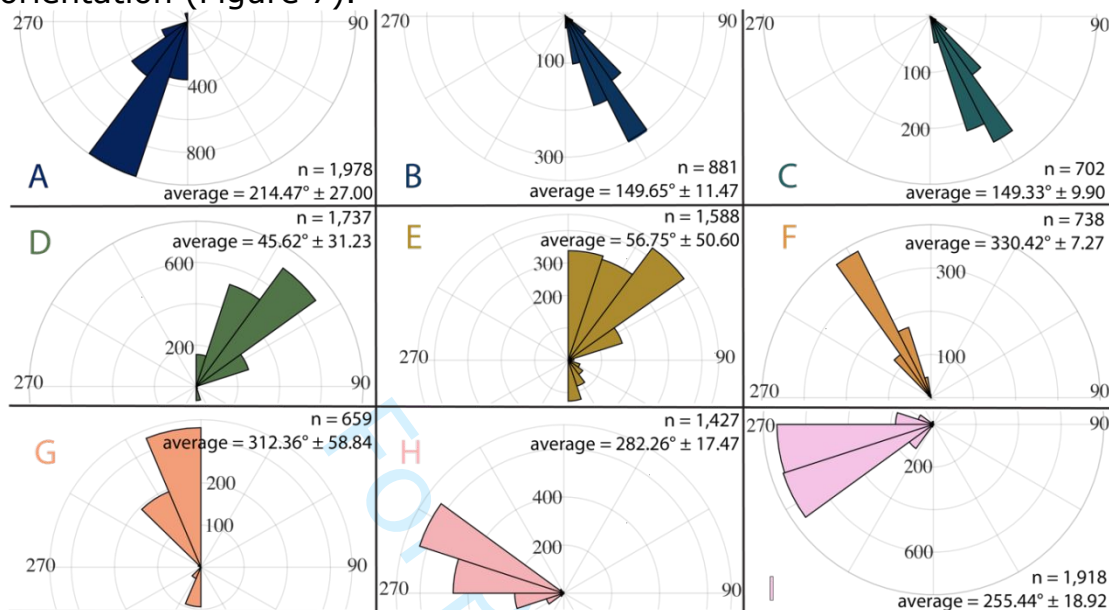 orientation (Figure 7).
270
90
400
800
A
n = 1,978
average = 214.47° ± 27.00
270
90
100
300
B
n = 881
average = 149.65° ± 11.47
270
90
100
200
C
n = 702
average = 149.33° ± 9.90
D
n = 1,737
average = 45.62° ± 31.23
600
200
270
90
E
n = 1,588
average = 56.75° ± 50.60
300
200
270
90
F
n = 738
average = 330.42° ± 7.27
300
100
270
90
G
n = 659
average = 312.36° ± 58.84
200
100
270
90
H
n = 1,427
average = 282.26° ± 17.47
400
200
270
90
270
90
200
600
I
n = 1,918
average = 255.44° ± 18.92